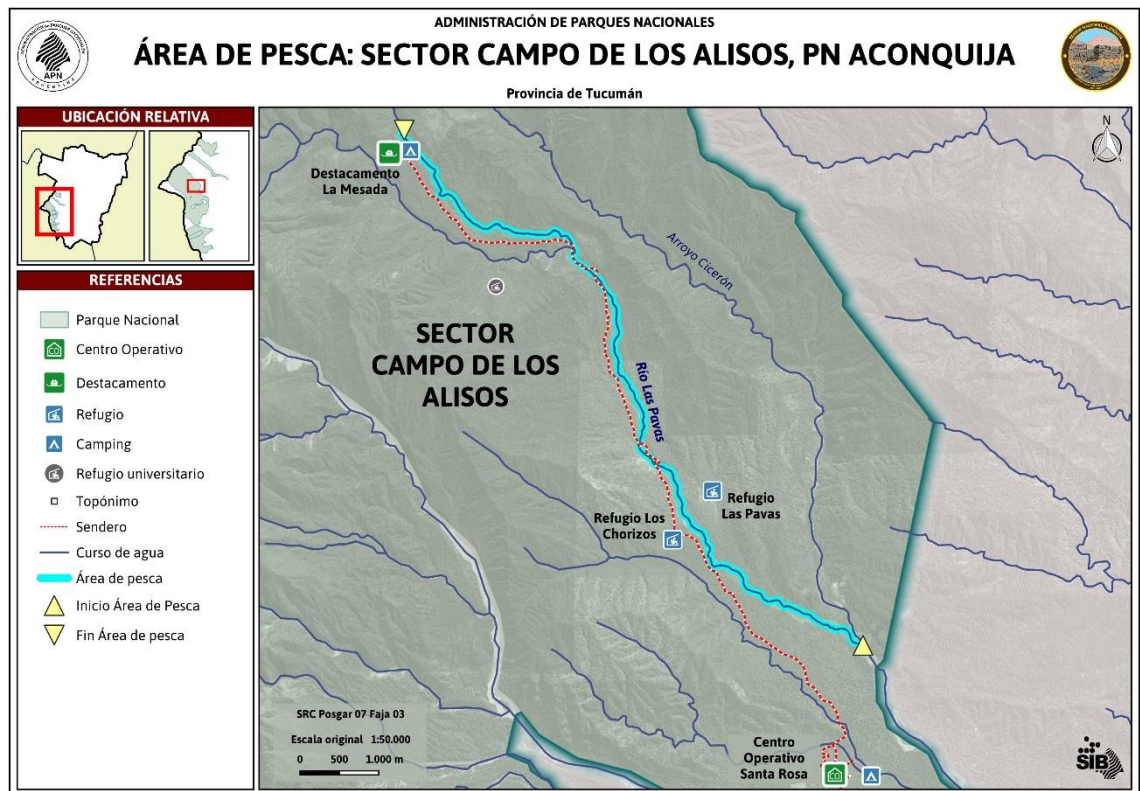 ADMINISTRACIÓN DE PARQUES NACIONALES
ÁREA DE PESCA: SECTOR CAMPO DE LOS ALISOS, PN ACONQUIJA
Provincia de Tucumán
APN
ARGENTINA
UBICACIÓN RELATIVA
REFERENCIAS
Parque Nacional
CO
Centro Operativo
Destacamento
Refugio
Camping
Refugio universitario
Topónimo
Sendero
Curso de agua
Área de pesca
Inicio Área de Pesca
Fin Área de pesca
N
Destacamento
La Mesada
Arroyo Cicerón
SECTOR
CAMPO DE LOS
ALISOS
Río Las Pavas
Refugio
Las Pavas
Refugio Los
Chorizos
SRC Posgar 07 Faja 03
Escala original 1:50.000
0 500 1.000 m
Centro
Operativo
Santa Rosa
CO
SIB